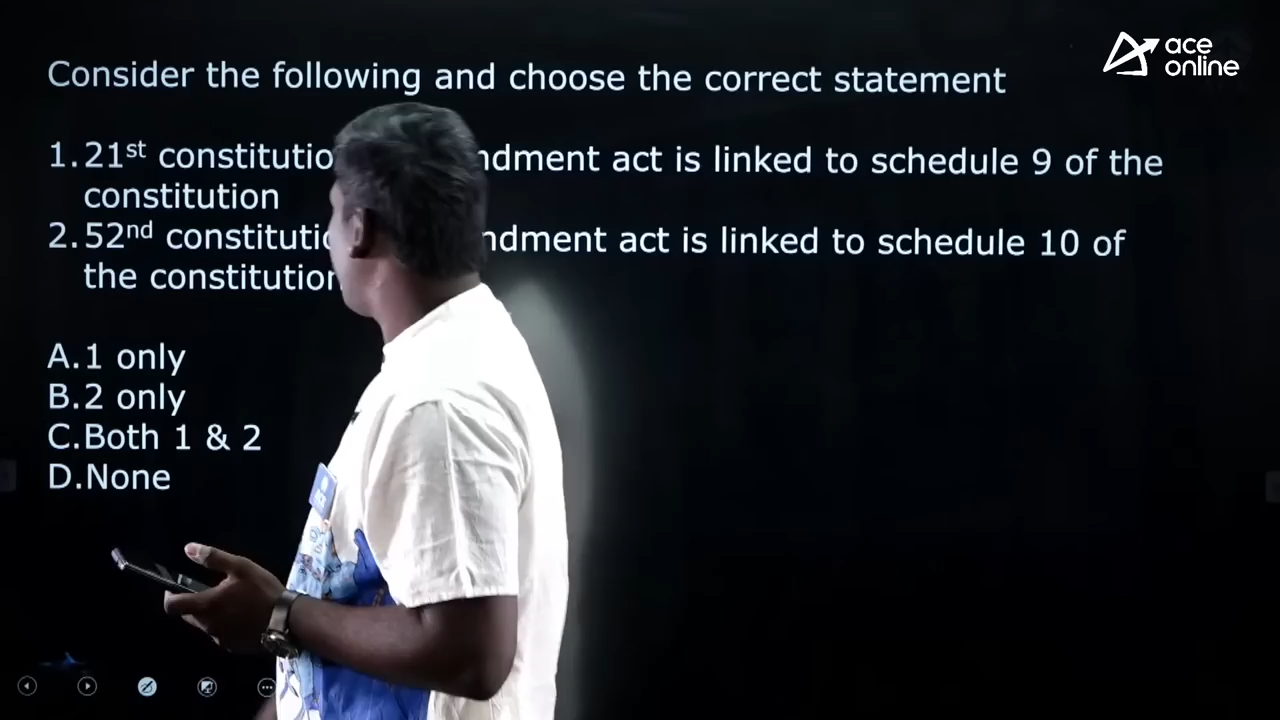 ace
online
Consider the following and choose the correct statement
1. 21st constitutio ndment act is linked to schedule 9 of the
constitution
2. 52nd constitutio ndment act is linked to schedule 10 of
the constitution
A. 1 only
B. 2 only
C. Both 1 & 2
D. None